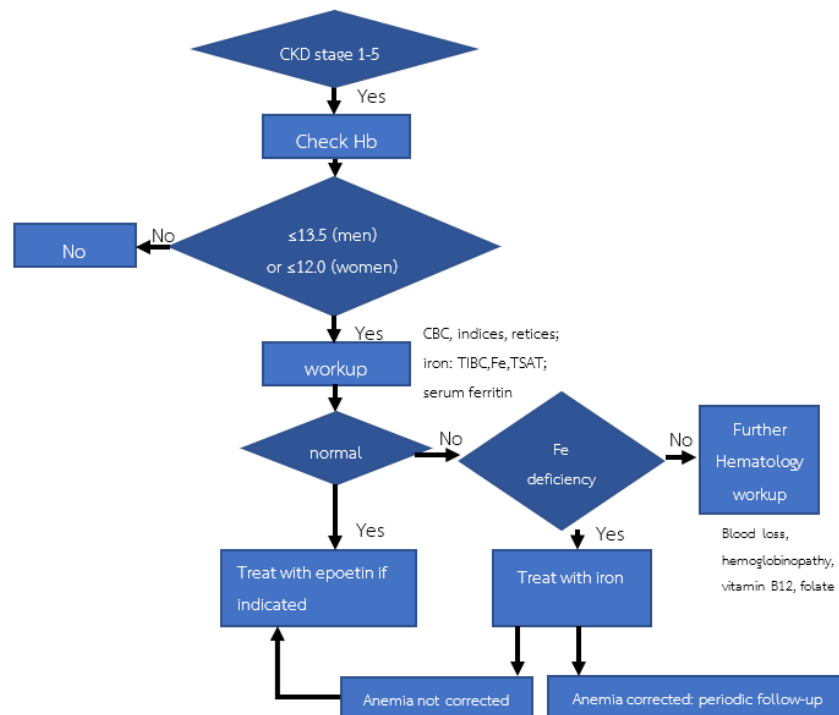 CKD stage 1-5
Yes
Check Hb
≤13.5 (men)
or ≤12.0 (women)
No
No
Yes
workup
CBC, indices, retices;
iron: TIBC,Fe,TSAT;
serum ferritin
normal
No
Fe
deficiency
No
Further
Hematology
workup
Blood loss,
hemoglobinopathy,
vitamin B12, folate
Yes
Treat with epoetin if
indicated
Yes
Treat with iron
Anemia not corrected
Anemia corrected: periodic follow-up